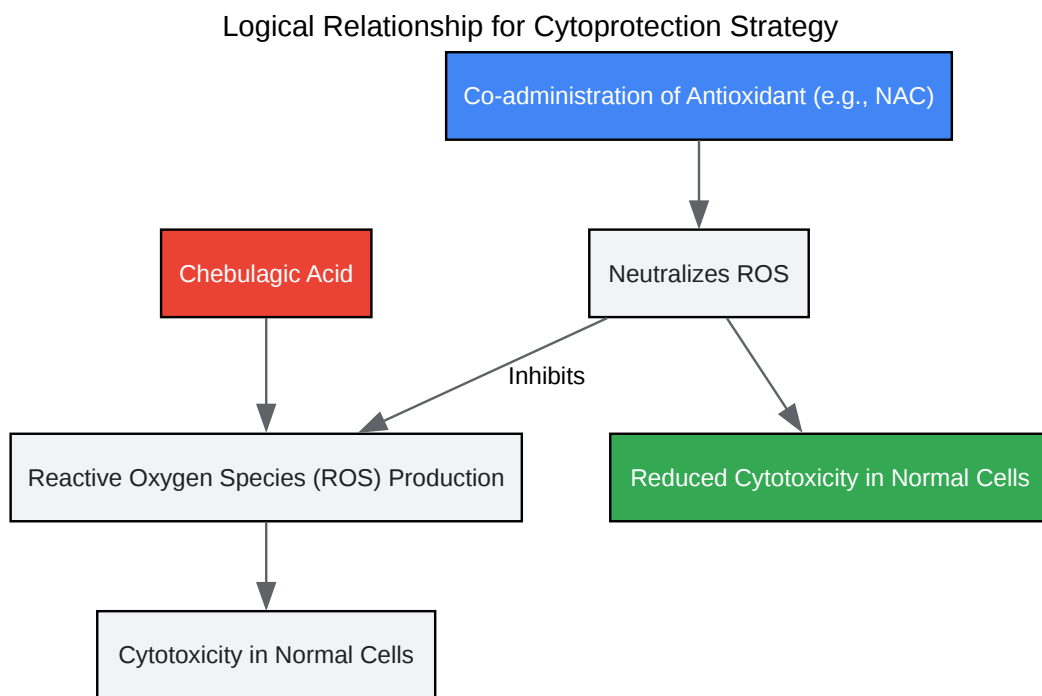 Logical Relationship for Cytoprotection Strategy
Co-administration of Antioxidant (e.g., NAC)
Chebulagic Acid
Neutralizes ROS
Inhibits
Reactive Oxygen Species (ROS) Production
Reduced Cytotoxicity in Normal Cells
Cytotoxicity in Normal Cells